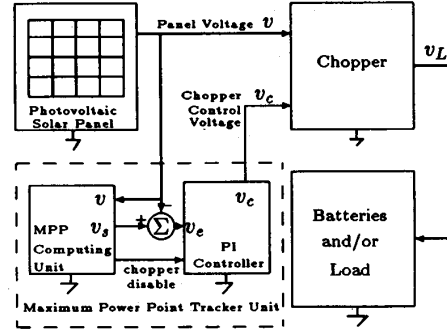 Panel Voltage v
Photovoltaic
Solar Panel
Chopper
v_L
Chopper
Control
Voltage
v_c
v
MPP
Computing
Unit
v_s
+
−
Σ
v_e
v_c
PI
Controller
chopper
disable
Maximum Power Point Tracker Unit
Batteries
and/or
Load